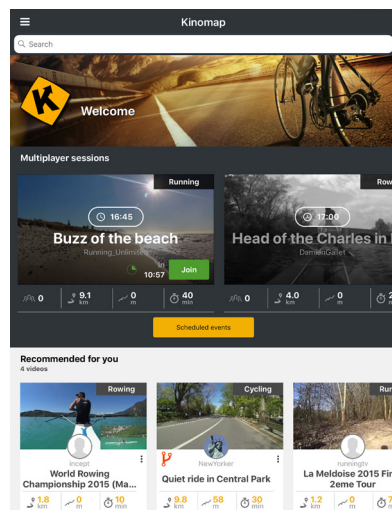 Kinomap
Search
Welcome
Multiplayer sessions
Running
16:45
Buzz of the beach
Running_Unlimited
in
10:57
Join
0
9.1
km
0
m
40
min
Row
17:00
Head of the Charles in
DamienGallet
0
4.0
km
0
m
Scheduled events
Recommended for you
4 videos
Rowing
incept
World Rowing
Championship 2015 (Ma...
1.8
km
0
m
10
min
Cycling
NewYorker
Quiet ride in Central Park
9.8
km
58
m
30
min
Run
runningtv
La Meldoise 2015 Fin
2eme Tour
1.2
km
0
m